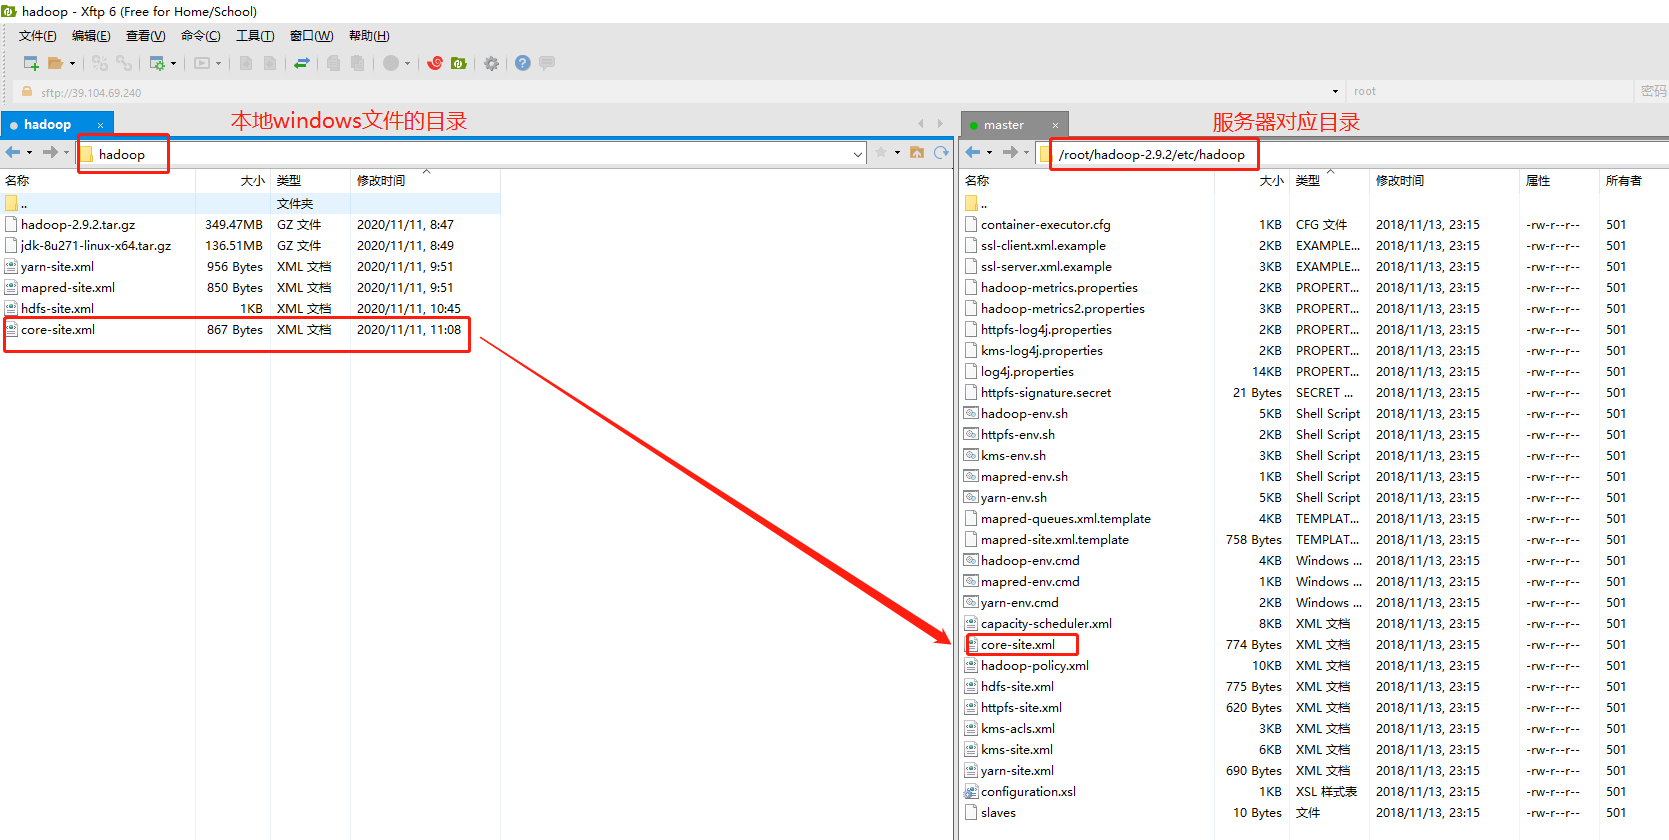 hadoop - Xftp 6 (Free for Home/School)
文件(F) 编辑(E) 查看(V) 命令(C) 工具(T) 窗口(W) 帮助(H)
sftp://39.104.69.240 root 密码
hadoop × 本地windows文件的目录
hadoop
名称 大小 类型 修改时间
.. 文件夹
hadoop-2.9.2.tar.gz 349.47MB GZ 文件 2020/11/11, 8:47
jdk-8u271-linux-x64.tar.gz 136.51MB GZ 文件 2020/11/11, 8:49
yarn-site.xml 956 Bytes XML 文档 2020/11/11, 9:51
mapred-site.xml 850 Bytes XML 文档 2020/11/11, 9:51
hdfs-site.xml 1KB XML 文档 2020/11/11, 10:45
core-site.xml 867 Bytes XML 文档 2020/11/11, 11:08
master × 服务器对应目录
/root/hadoop-2.9.2/etc/hadoop
名称 大小 类型 修改时间 属性 所有者
..
container-executor.cfg 1KB CFG 文件 2018/11/13, 23:15 -rw-r--r-- 501
ssl-client.xml.example 2KB EXAMPLE... 2018/11/13, 23:15 -rw-r--r-- 501
ssl-server.xml.example 3KB EXAMPLE... 2018/11/13, 23:15 -rw-r--r-- 501
hadoop-metrics.properties 2KB PROPERT... 2018/11/13, 23:15 -rw-r--r-- 501
hadoop-metrics2.properties 3KB PROPERT... 2018/11/13, 23:15 -rw-r--r-- 501
httpfs-log4j.properties 2KB PROPERT... 2018/11/13, 23:15 -rw-r--r-- 501
kms-log4j.properties 2KB PROPERT... 2018/11/13, 23:15 -rw-r--r-- 501
log4j.properties 14KB PROPERT... 2018/11/13, 23:15 -rw-r--r-- 501
httpfs-signature.secret 21 Bytes SECRET ... 2018/11/13, 23:15 -rw-r--r-- 501
hadoop-env.sh 5KB Shell Script 2018/11/13, 23:15 -rw-r--r-- 501
httpfs-env.sh 2KB Shell Script 2018/11/13, 23:15 -rw-r--r-- 501
kms-env.sh 3KB Shell Script 2018/11/13, 23:15 -rw-r--r-- 501
mapred-env.sh 1KB Shell Script 2018/11/13, 23:15 -rw-r--r-- 501
yarn-env.sh 5KB Shell Script 2018/11/13, 23:15 -rw-r--r-- 501
mapred-queues.xml.template 4KB TEMPLAT... 2018/11/13, 23:15 -rw-r--r-- 501
mapred-site.xml.template 758 Bytes TEMPLAT... 2018/11/13, 23:15 -rw-r--r-- 501
hadoop-env.cmd 4KB Windows ... 2018/11/13, 23:15 -rw-r--r-- 501
mapred-env.cmd 1KB Windows ... 2018/11/13, 23:15 -rw-r--r-- 501
yarn-env.cmd 2KB Windows ... 2018/11/13, 23:15 -rw-r--r-- 501
capacity-scheduler.xml 8KB XML 文档 2018/11/13, 23:15 -rw-r--r-- 501
core-site.xml 774 Bytes XML 文档 2018/11/13, 23:15 -rw-r--r-- 501
hadoop-policy.xml 10KB XML 文档 2018/11/13, 23:15 -rw-r--r-- 501
hdfs-site.xml 775 Bytes XML 文档 2018/11/13, 23:15 -rw-r--r-- 501
httpfs-site.xml 620 Bytes XML 文档 2018/11/13, 23:15 -rw-r--r-- 501
kms-acls.xml 3KB XML 文档 2018/11/13, 23:15 -rw-r--r-- 501
kms-site.xml 6KB XML 文档 2018/11/13, 23:15 -rw-r--r-- 501
yarn-site.xml 690 Bytes XML 文档 2018/11/13, 23:15 -rw-r--r-- 501
configuration.xsl 1KB XSL 样式表 2018/11/13, 23:15 -rw-r--r-- 501
slaves 10 Bytes 文件 2018/11/13, 23:15 -rw-r--r-- 501